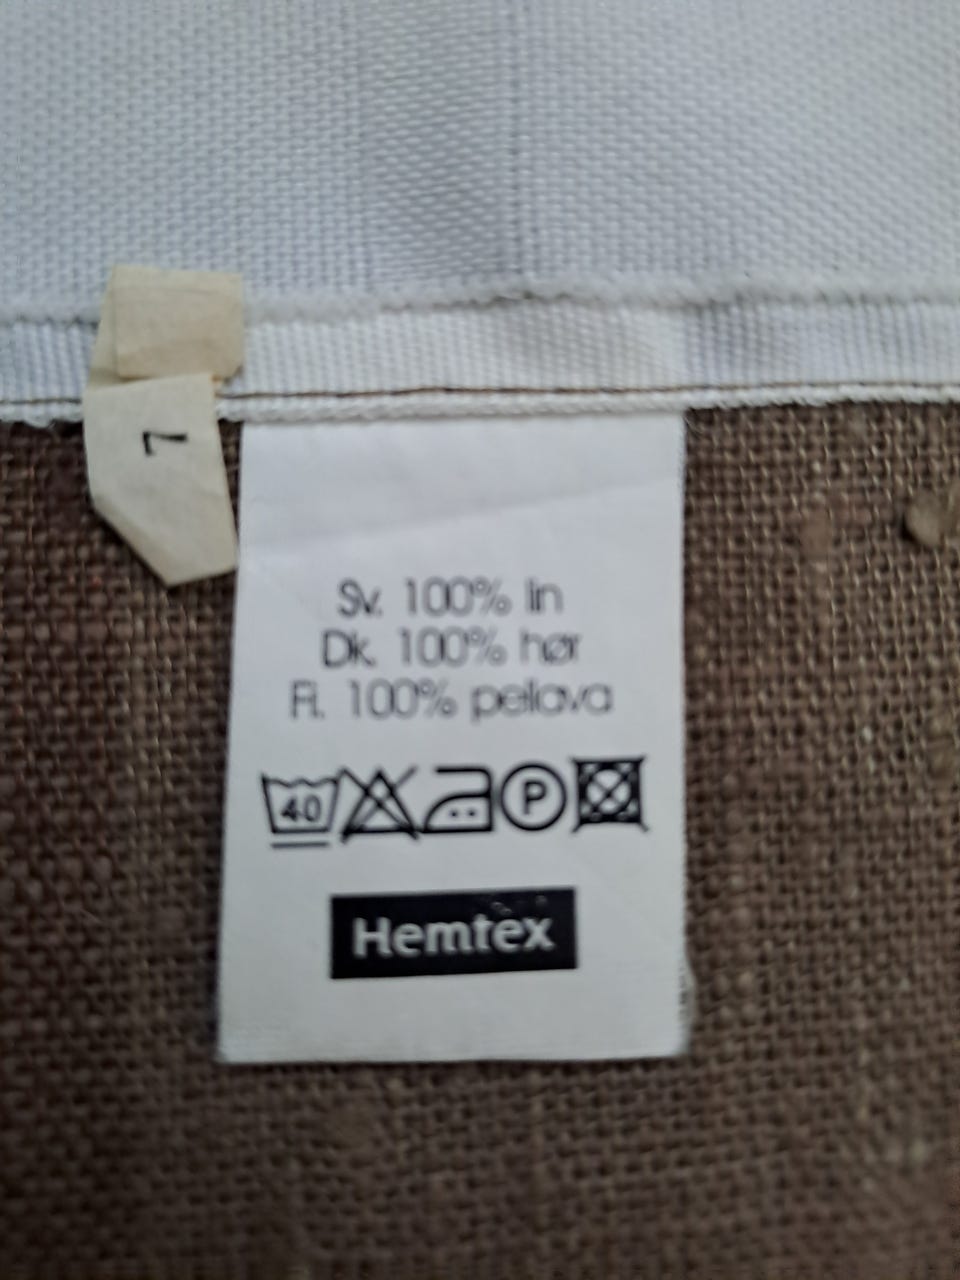 7
Sv. 100% lin
Dk. 100% hør
Fi. 100% pellava
40 P
Hemtex